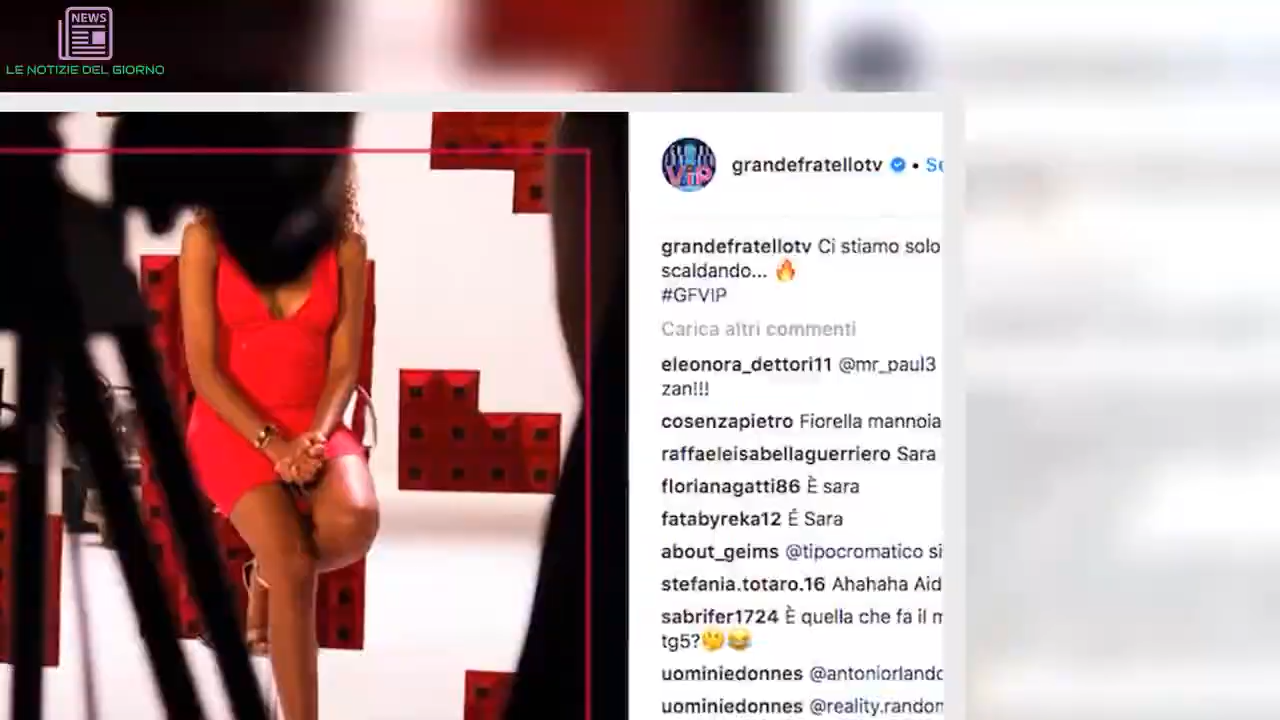 NEWS
LE NOTIZIE DEL GIORNO
grandefratellotv • Se
grandefratellotv Ci stiamo solo
scaldando... 🔥
#GFVIP
Carica altri commenti
eleonora_dettori11 @mr_paul3
zan!!!
cosenzapietro Fiorella mannoia
raffaeleisabellaguerriero Sara
florianagatti86 È sara
fatabyreka12 É Sara
about_geims @tipocromatico si
stefania.totaro.16 Ahahaha Aid
sabrifer1724 È quella che fa il m
tg5?🤔😂
uominiedonnes @antoniorlando
uominiedonnes @reality.random
VIP